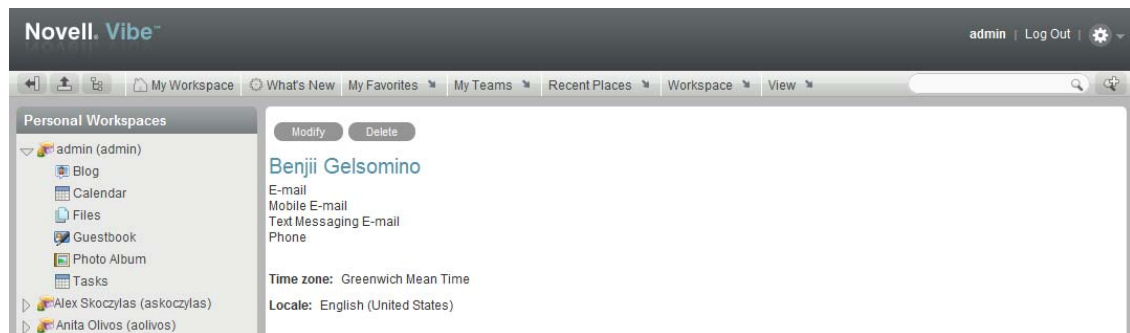 Novell. Vibe™
admin | Log Out |
My Workspace What's New My Favorites My Teams Recent Places Workspace View
Personal Workspaces
admin (admin)
Blog
Calendar
Files
Guestbook
Photo Album
Tasks
Alex Skoczylas (askoczylas)
Anita Olivos (aolivos)
Modify Delete
Benjii Gelsomino
E-mail
Mobile E-mail
Text Messaging E-mail
Phone
Time zone: Greenwich Mean Time
Locale: English (United States)